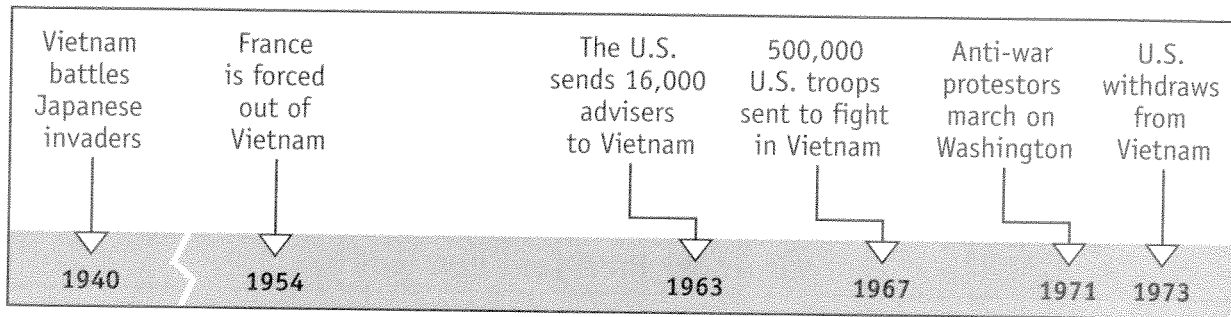 Vietnam
battles
Japanese
invaders
France
is forced
out of
Vietnam
The U.S.
sends 16,000
advisers
to Vietnam
500,000
U.S. troops
sent to fight
in Vietnam
Anti-war
protestors
march on
Washington
U.S.
withdraws
from
Vietnam
1940
1954
1963
1967
1971
1973